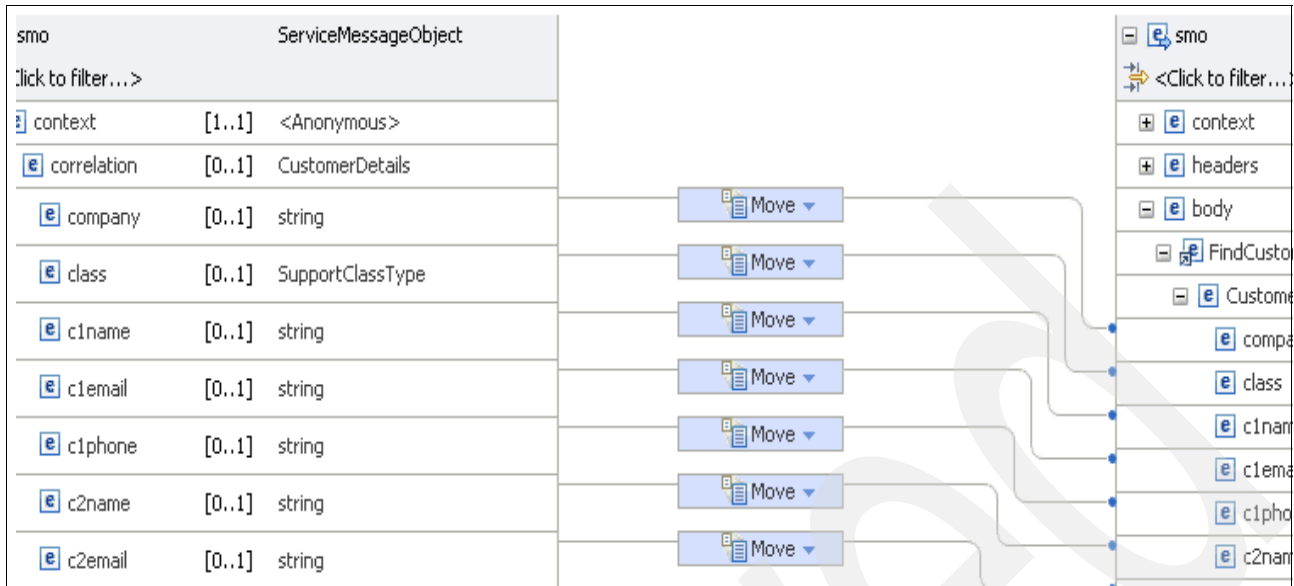 smo ServiceMessageObject smo
Click to filter...> <Click to filter...>
context [1..1] <Anonymous> context
correlation [0..1] CustomerDetails headers
company [0..1] string Move body
class [0..1] SupportClassType Move FindCusto
c1name [0..1] string Move Custome
compa
c1email [0..1] string Move class
c1phone [0..1] string Move c1nam
c1ema
c2name [0..1] string Move c1pho
c2email [0..1] string Move c2nam